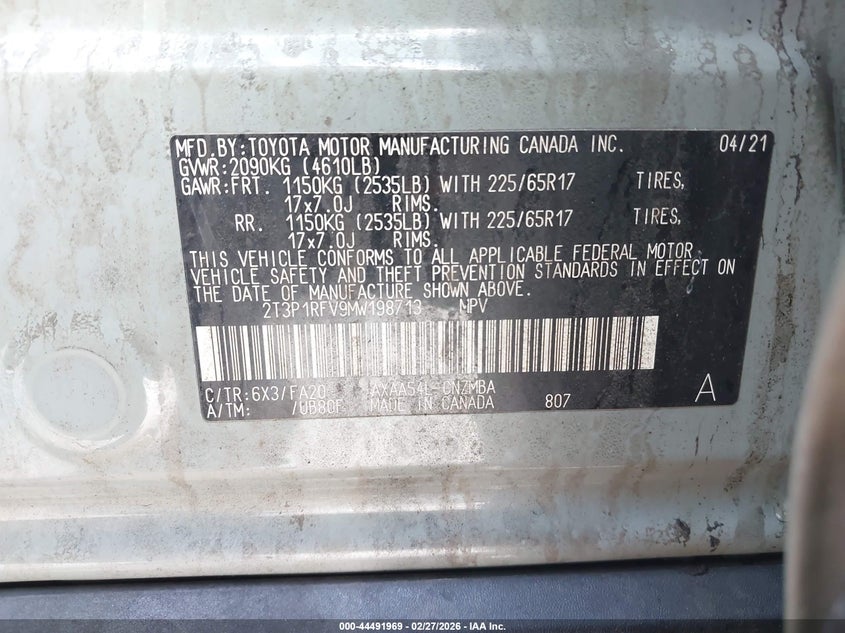 MFD.BY:TOYOTA MOTOR MANUFACTURING CANADA INC. 04/21
GVWR:2090KG (4610LB)
GAWR:FRT. 1150KG (2535LB) WITH 225/65R17 TIRES,
17x7.0J RIMS.
RR. 1150KG (2535LB) WITH 225/65R17 TIRES,
17x7.0J RIMS.
THIS VEHICLE CONFORMS TO ALL APPLICABLE FEDERAL MOTOR
VEHICLE SAFETY AND THEFT PREVENTION STANDARDS IN EFFECT ON
THE DATE OF MANUFACTURE SHOWN ABOVE.
2T3P1RFV9MW198713 MPV
C/TR:6X3/FA20 AXAA54L-CNZMBA
A/TM: /UB80F MADE IN CANADA 807 A
000-44491969 - 02/27/2026 - IAA Inc.